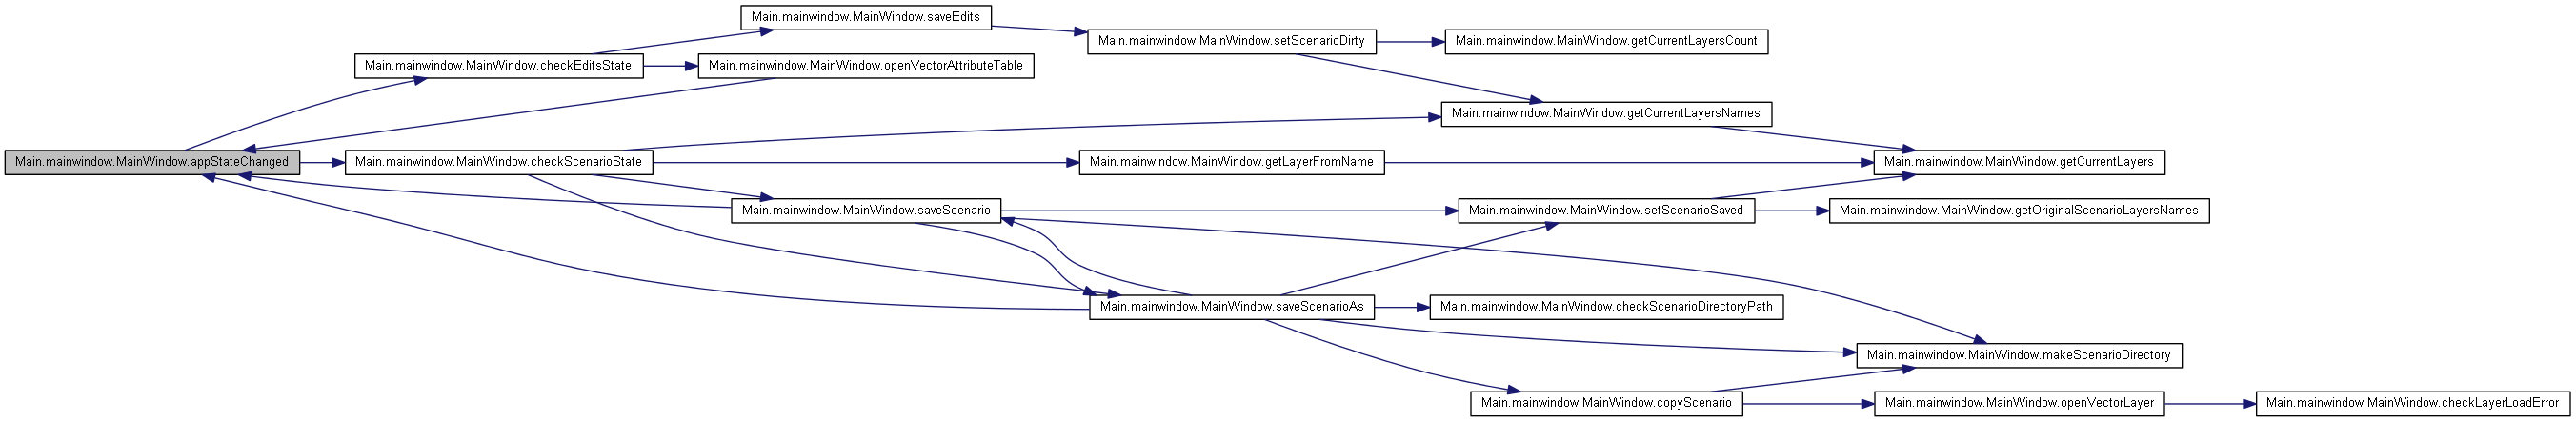 Main.mainwindow.MainWindow.saveEdits
Main.mainwindow.MainWindow.setScenarioDirty
Main.mainwindow.MainWindow.getCurrentLayersCount
Main.mainwindow.MainWindow.checkEditsState
Main.mainwindow.MainWindow.openVectorAttributeTable
Main.mainwindow.MainWindow.getCurrentLayersNames
Main.mainwindow.MainWindow.appStateChanged
Main.mainwindow.MainWindow.checkScenarioState
Main.mainwindow.MainWindow.getLayerFromName
Main.mainwindow.MainWindow.getCurrentLayers
Main.mainwindow.MainWindow.saveScenario
Main.mainwindow.MainWindow.setScenarioSaved
Main.mainwindow.MainWindow.getOriginalScenarioLayersNames
Main.mainwindow.MainWindow.saveScenarioAs
Main.mainwindow.MainWindow.checkScenarioDirectoryPath
Main.mainwindow.MainWindow.makeScenarioDirectory
Main.mainwindow.MainWindow.copyScenario
Main.mainwindow.MainWindow.openVectorLayer
Main.mainwindow.MainWindow.checkLayerLoadError